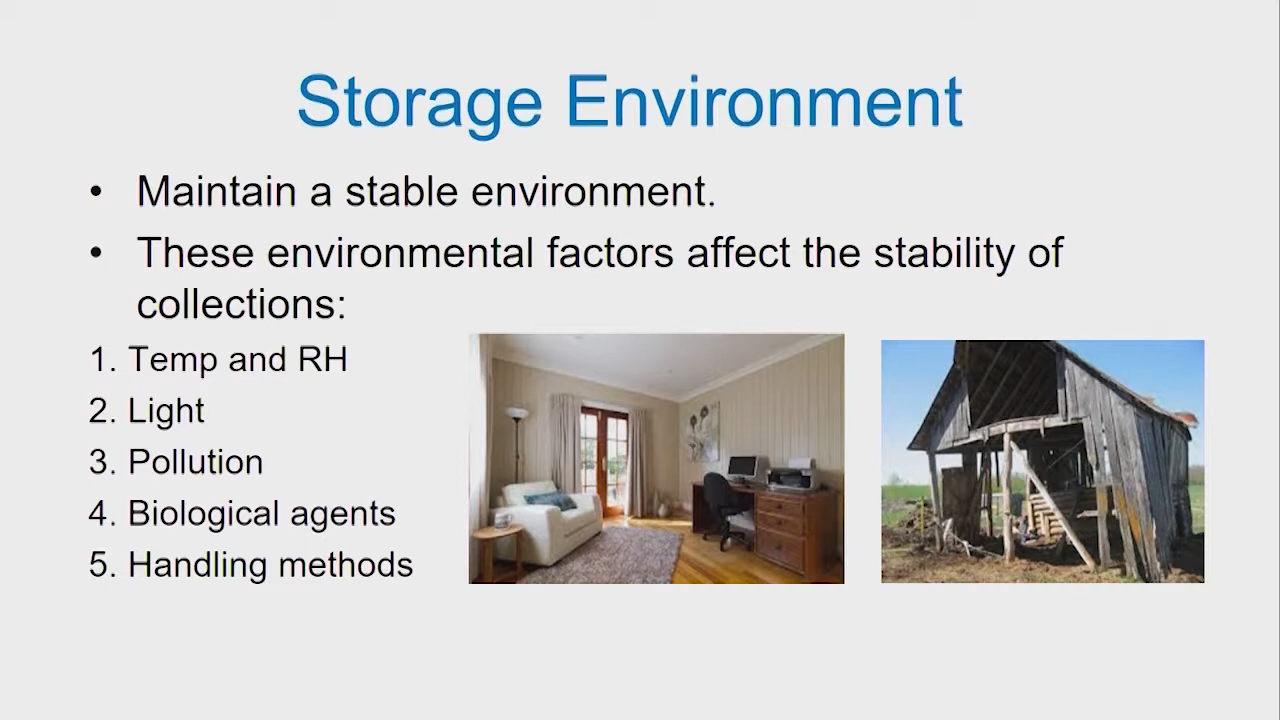 Storage Environment
• Maintain a stable environment.
• These environmental factors affect the stability of
collections:
1. Temp and RH
2. Light
3. Pollution
4. Biological agents
5. Handling methods